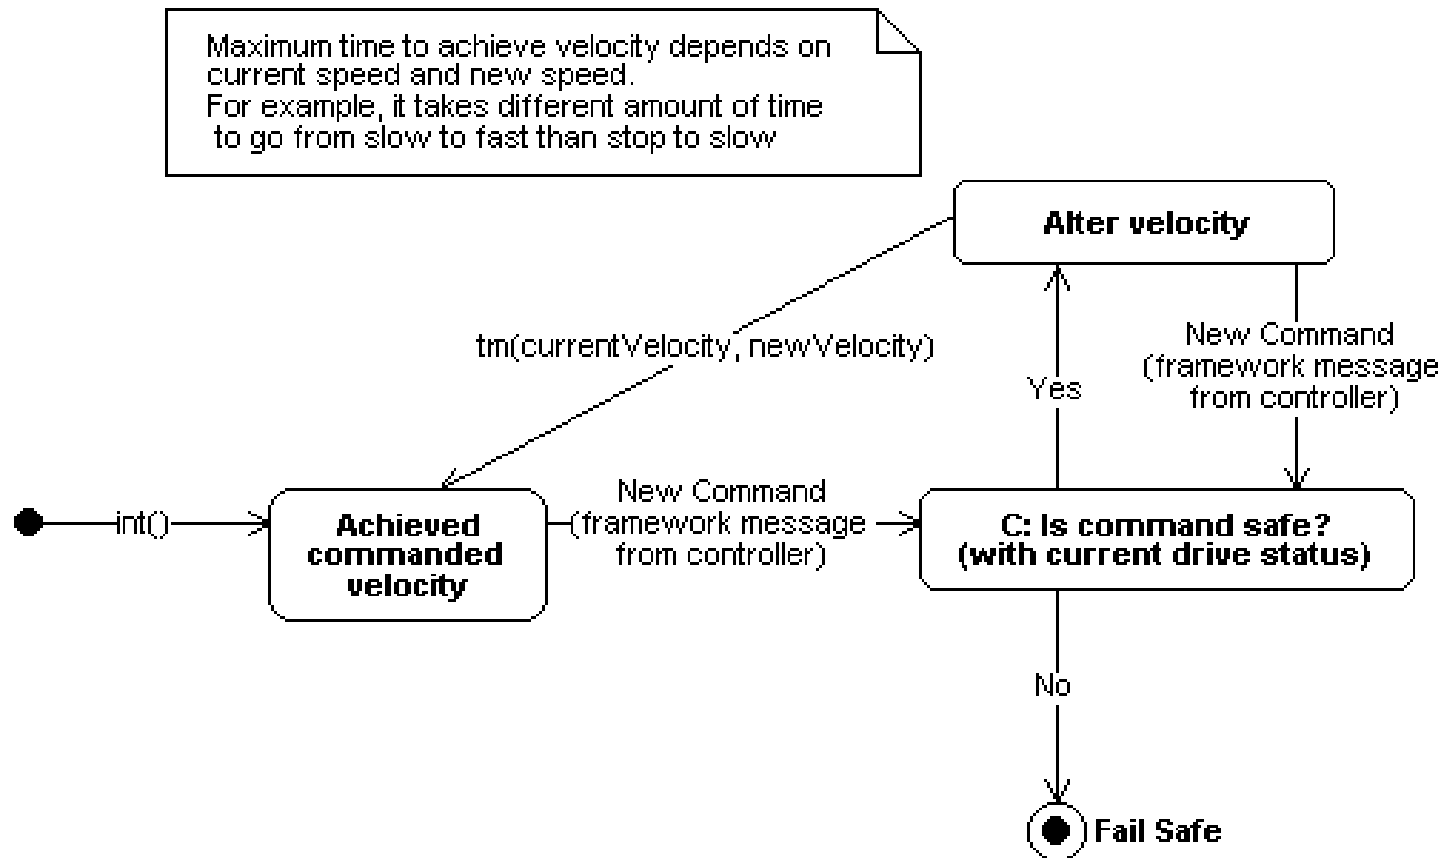 Maximum time to achieve velocity depends on
current speed and new speed.
For example, it takes different amount of time
to go from slow to fast than stop to slow
Alter velocity
tm(currentVelocity, newVelocity)
New Command
(framework message
from controller)
Yes
int()
Achieved
commanded
velocity
New Command
(framework message
from controller)
C: Is command safe?
(with current drive status)
No
Fail Safe